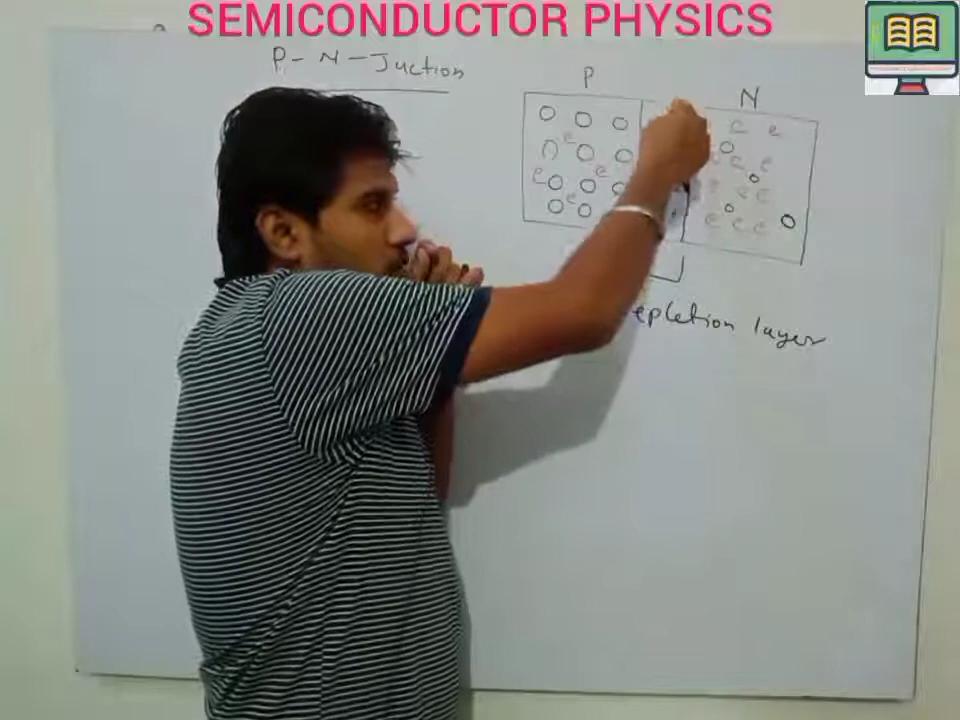 SEMICONDUCTOR PHYSICS
P-N-Juction
P
N
O O O e e
O e O O O e e
e O O e O O e e
O e O O e e e O
epletion layer